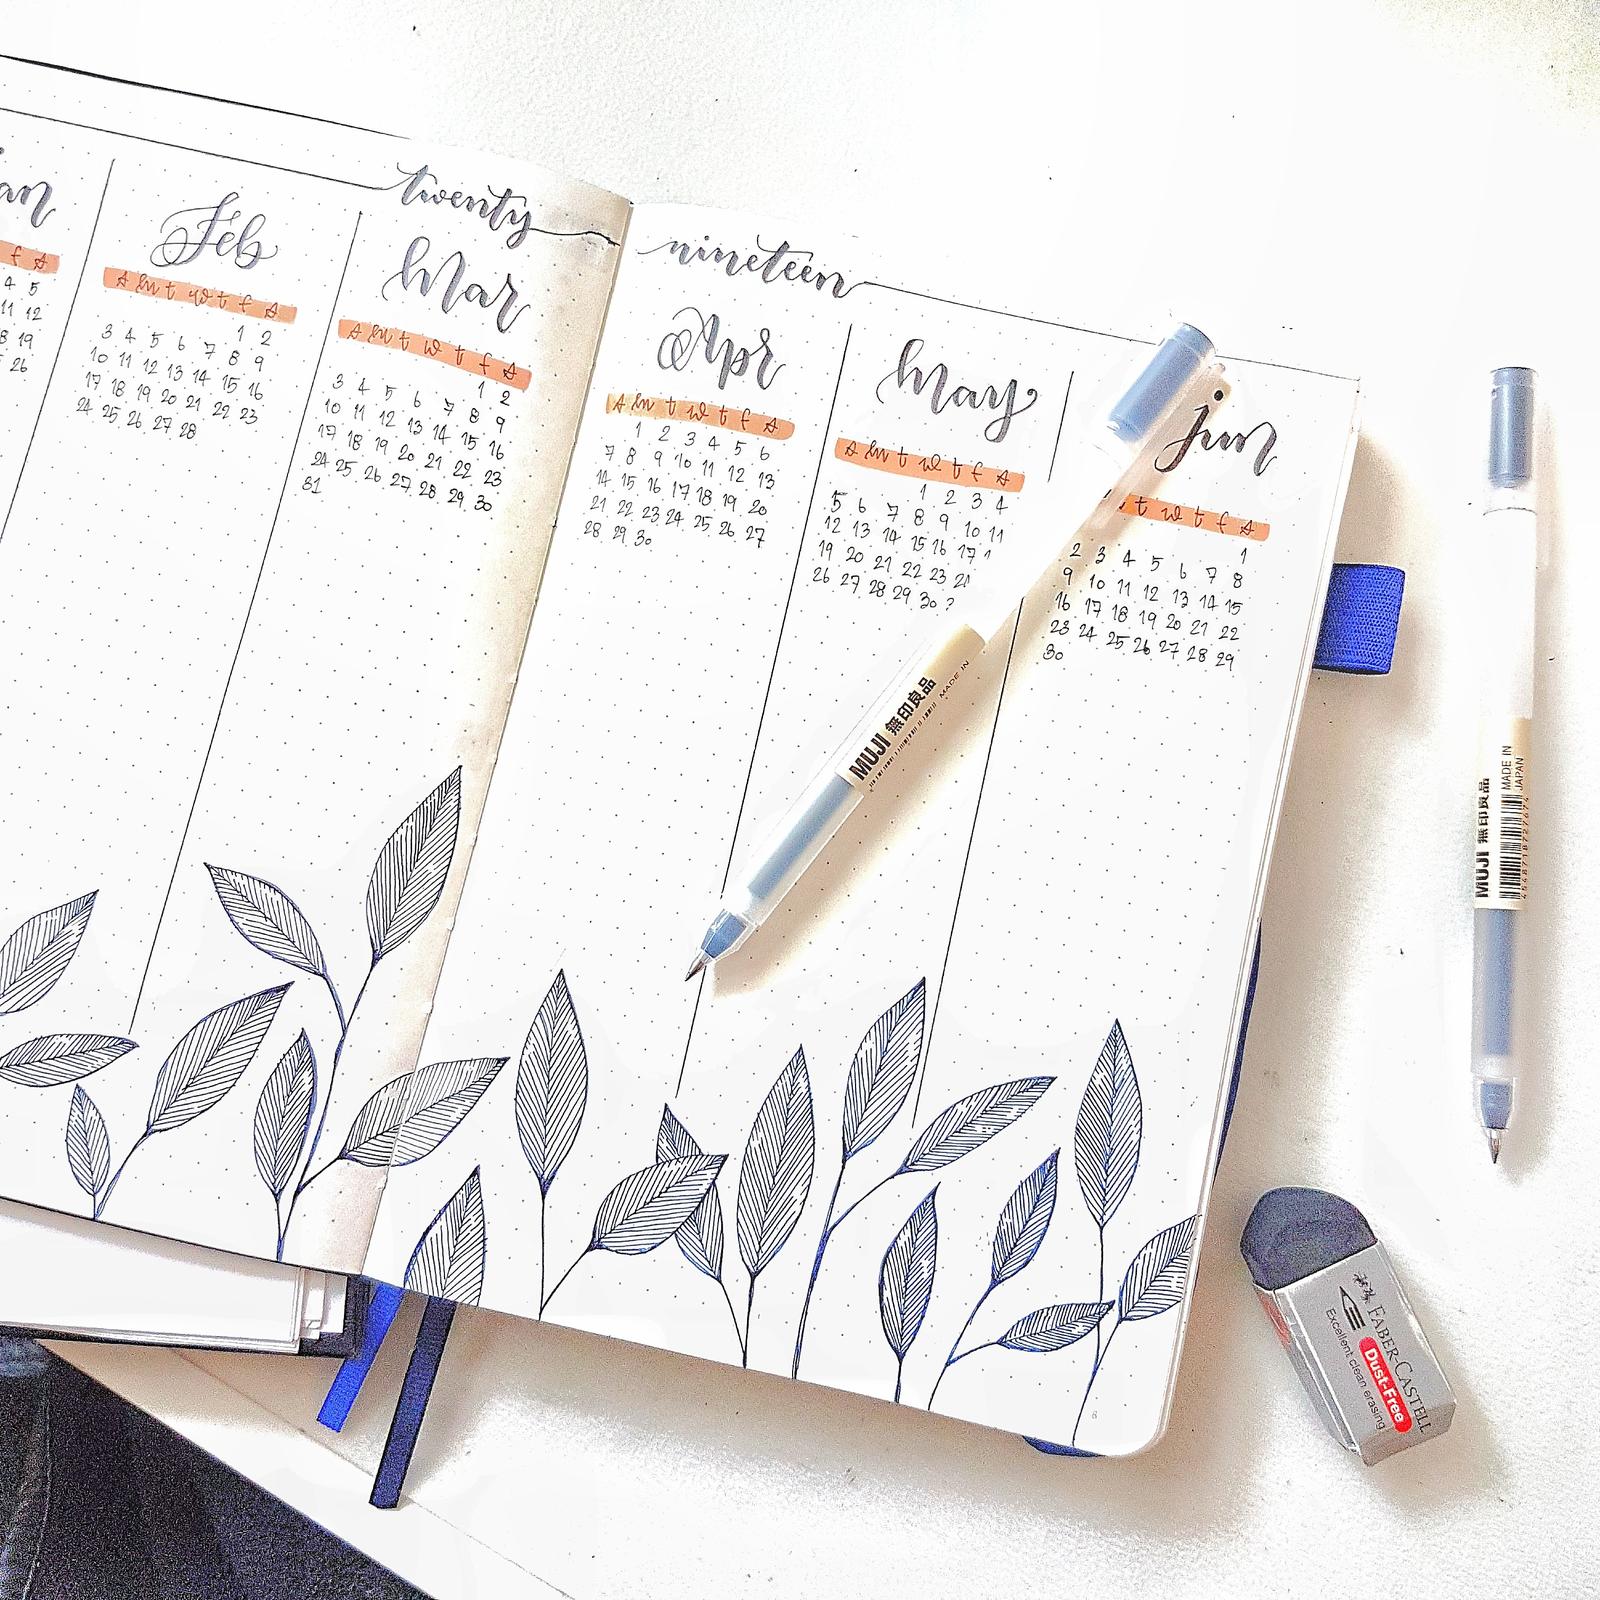 twenty
nineteen
Feb
s m t w t f s
1 2
3 4 5 6 7 8 9
10 11 12 13 14 15 16
17 18 19 20 21 22 23
24 25 26 27 28
Mar
s m t w t f s
1 2
3 4 5 6 7 8 9
10 11 12 13 14 15 16
17 18 19 20 21 22 23
24 25 26 27 28 29 30
31
Apr
s m t w t f s
1 2 3 4 5 6
7 8 9 10 11 12 13
14 15 16 17 18 19 20
21 22 23 24 25 26 27
28 29 30
May
s m t w t f s
1 2 3 4
5 6 7 8 9 10 11
12 13 14 15 16 17
19 20 21 22 23
26 27 28 29 30
jun
t w t f s
1
2 3 4 5 6 7 8
9 10 11 12 13 14 15
16 17 18 19 20 21 22
23 24 25 26 27 28 29
30
f s
4 5
11 12
19
26
MUJI 無印良品
MADE IN
MUJI 無印良品
MADE IN
JAPAN
FABER-CASTELL
Dust-Free
Excellent clean erasing
8